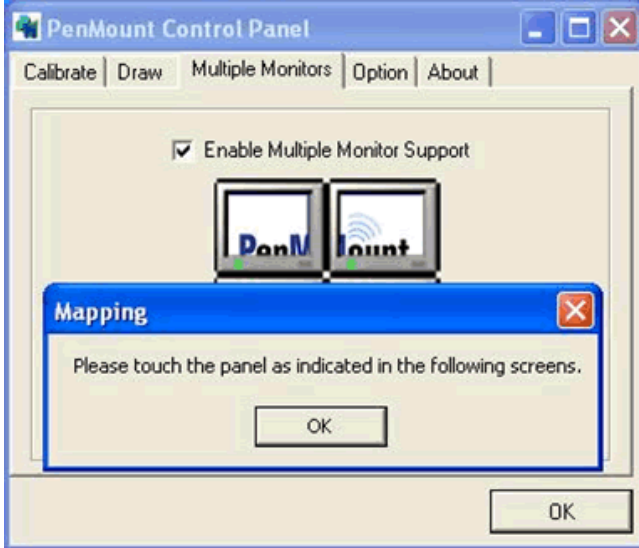 PenMount Control Panel
Calibrate Draw Multiple Monitors Option About
Enable Multiple Monitor Support
PenMount
Mapping
Please touch the panel as indicated in the following screens.
OK
OK